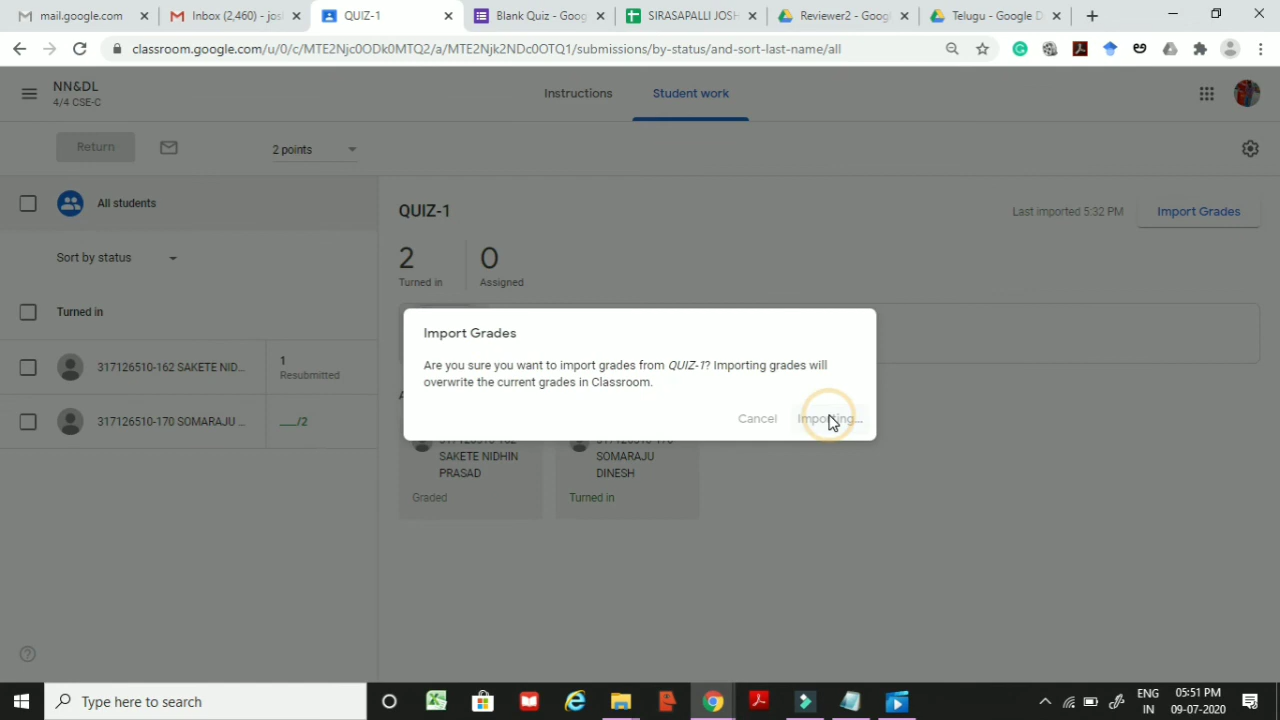 mail.google.com
Inbox (2,460) - josl
QUIZ-1
Blank Quiz - Goog
SIRASAPALLI JOSH
Reviewer2 - Googl
Telugu - Google D
classroom.google.com/u/0/c/MTE2Njc0ODk0MTQ2/a/MTE2Njk2NDc0OTQ1/submissions/by-status/and-sort-last-name/all
NN&DL
4/4 CSE-C
Instructions
Student work
Return
2 points
All students
QUIZ-1
Last imported 5:32 PM
Import Grades
Sort by status
2
Turned in
0
Assigned
Turned in
Import Grades
Are you sure you want to import grades from QUIZ-1? Importing grades will
overwrite the current grades in Classroom.
Cancel
Importing...
317126510-162 SAKETE NID...
1
Resubmitted
317126510-170 SOMARAJU ...
__/2
SAKETE NIDHIN
PRASAD
Graded
SOMARAJU
DINESH
Turned in
Type here to search
ENG
IN
05:51 PM
09-07-2020